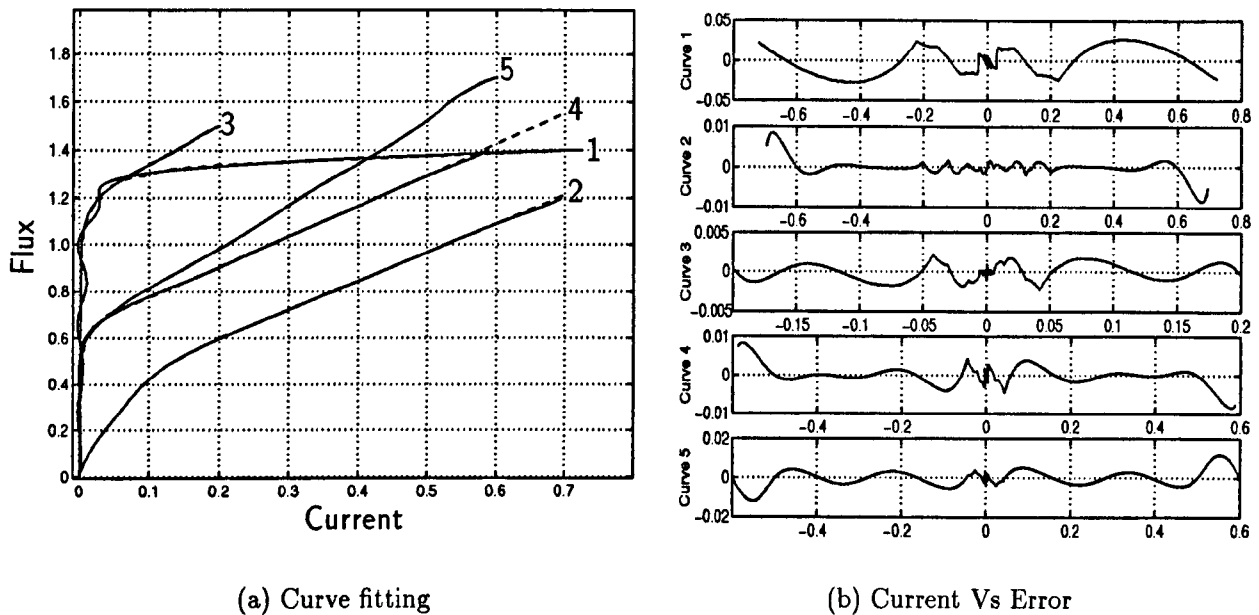 1.8
1.6
1.4
1.2
1.0
0.8
0.6
0.4
0.2
0
Flux
0
0.1
0.2
0.3
0.4
0.5
0.6
0.7
Current
5
3
4
1
2
(a) Curve fitting
Curve 1
0.05
0
−0.05
−0.6 −0.4 −0.2 0 0.2 0.4 0.6 0.8
Curve 2
0.01
0
−0.01
−0.6 −0.4 −0.2 0 0.2 0.4 0.6 0.8
Curve 3
0.005
0
−0.005
−0.15 −0.1 −0.05 0 0.05 0.1 0.15 0.2
Curve 4
0.01
0
−0.01
−0.4 −0.2 0 0.2 0.4 0.6
Curve 5
0.02
0
−0.02
−0.4 −0.2 0 0.2 0.4 0.6
(b) Current Vs Error